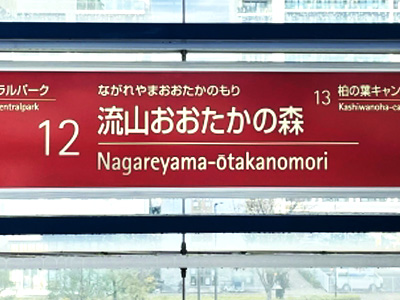 ラルパーク
entralpark
12
ながれやまおおたかのもり
流山おおたかの森
Nagareyama-ōtakanomori
13 柏の葉キャン
Kashiwanoha-ca